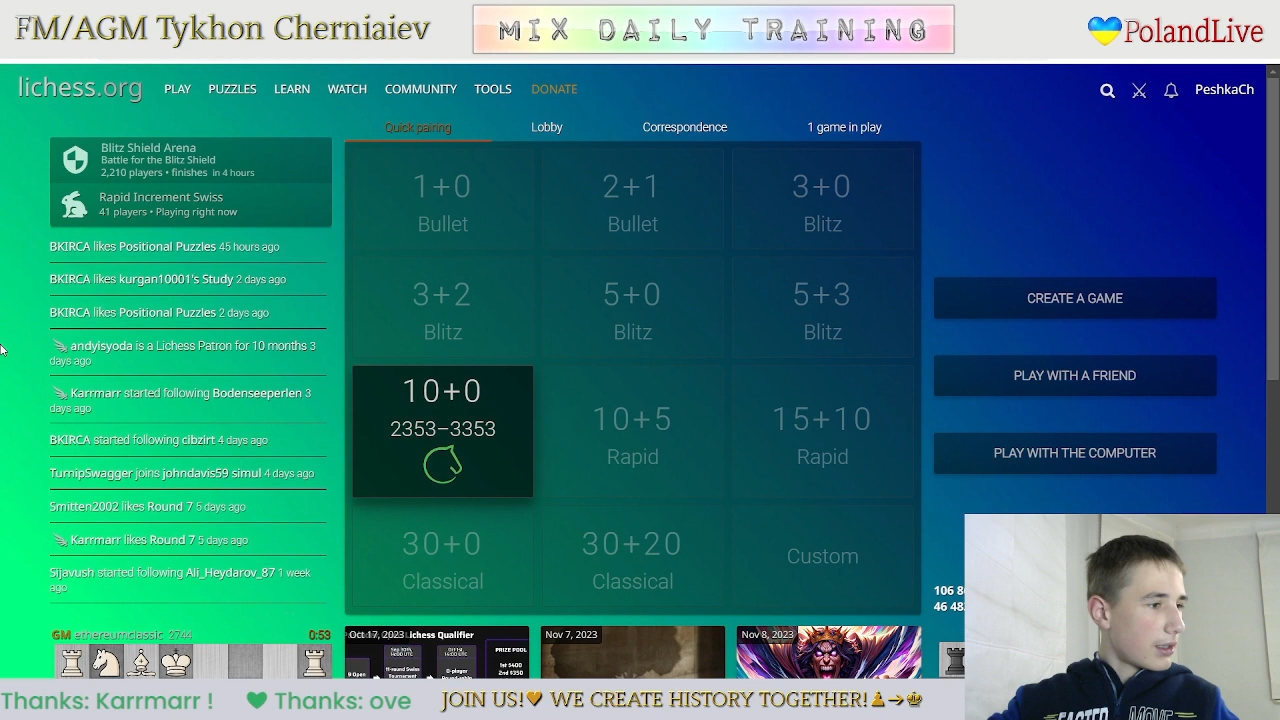 FM/AGM Tykhon Cherniaiev
MIX DAILY TRAINING
PolandLive
lichess.org
PLAY
PUZZLES
LEARN
WATCH
COMMUNITY
TOOLS
DONATE
PeshkaCh
Quick pairing
Lobby
Correspondence
1 game in play
Blitz Shield Arena
Battle for the Blitz Shield
2,210 players • finishes in 4 hours
Rapid Increment Swiss
41 players • Playing right now
BKIRCA likes Positional Puzzles 45 hours ago
BKIRCA likes kurgan10001's Study 2 days ago
BKIRCA likes Positional Puzzles 2 days ago
andyisyoda is a Lichess Patron for 10 months 3
days ago
Karrmarr started following Bodenseeperlen 3
days ago
BKIRCA started following cibzirt 4 days ago
TurnipSwagger joins johndavis59 simul 4 days ago
Smitten2002 likes Round 7 5 days ago
Karrmarr likes Round 7 5 days ago
Sijavush started following Ali_Heydarov_87 1 week
ago
GM ethereumclassic 2744
0:53
1+0
Bullet
2+1
Bullet
3+0
Blitz
3+2
Blitz
5+0
Blitz
5+3
Blitz
10+0
2353–3353
10+5
Rapid
15+10
Rapid
30+0
Classical
30+20
Classical
Custom
CREATE A GAME
PLAY WITH A FRIEND
PLAY WITH THE COMPUTER
Oct 17, 2023
Lichess Qualifier
PRIZE POOL
1st $400
2nd $350
Nov 7, 2023
Nov 8, 2023
Thanks: Karrmarr !
Thanks: ove
JOIN US! WE CREATE HISTORY TOGETHER!